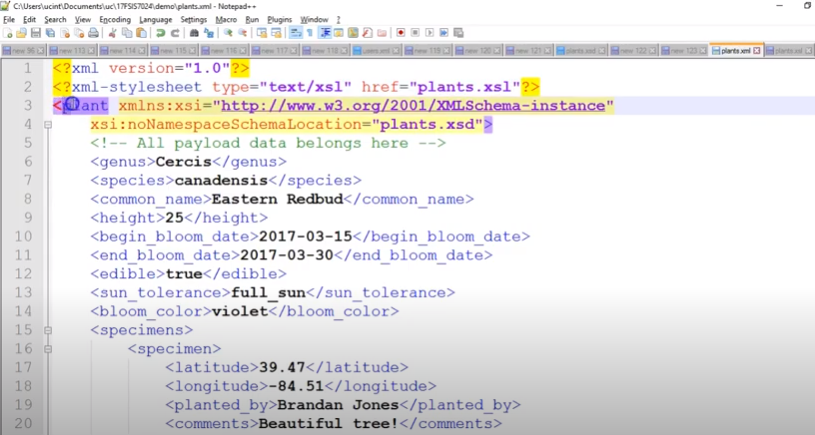 C:\Users\ucint\Documents\uc\17FSIS7024\demo\plants.xml - Notepad++
File Edit Search View Encoding Language Settings Tools Macro Run Plugins Window ?
new 96 new 113 new 114 new 115 new 116 new 117 new 118 users.xml new 119 new 120 new 121 plants.xsd new 122 new 123 plants.xml plants.xsl
1 <?xml version="1.0"?>
2 <?xml-stylesheet type="text/xsl" href="plants.xsl"?>
3 <plant xmlns:xsi="http://www.w3.org/2001/XMLSchema-instance"
4 xsi:noNamespaceSchemaLocation="plants.xsd">
5 <!-- All payload data belongs here -->
6 <genus>Cercis</genus>
7 <species>canadensis</species>
8 <common_name>Eastern Redbud</common_name>
9 <height>25</height>
10 <begin_bloom_date>2017-03-15</begin_bloom_date>
11 <end_bloom_date>2017-03-30</end_bloom_date>
12 <edible>true</edible>
13 <sun_tolerance>full_sun</sun_tolerance>
14 <bloom_color>violet</bloom_color>
15 <specimens>
16 <specimen>
17 <latitude>39.47</latitude>
18 <longitude>-84.51</longitude>
19 <planted_by>Brandan Jones</planted_by>
20 <comments>Beautiful tree!</comments>